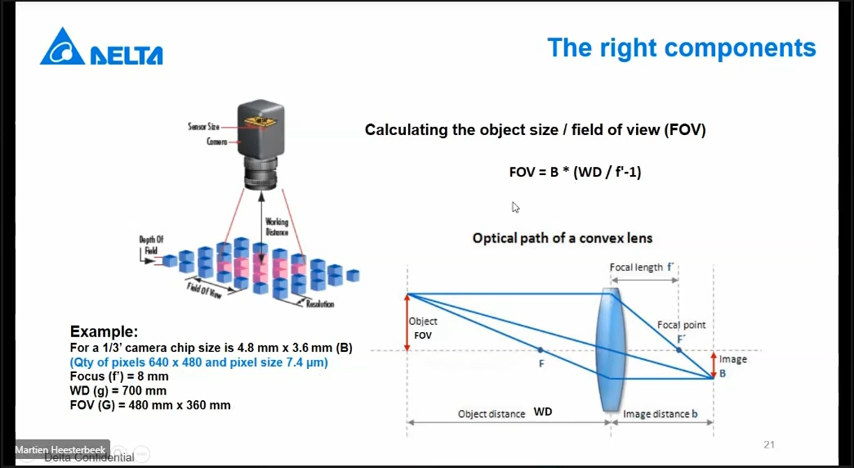 DELTA
The right components
Sensor Size
Camera
Working
Distance
Depth Of
Field
Field Of View
Resolution
Calculating the object size / field of view (FOV)
FOV = B * (WD / f'-1)
Optical path of a convex lens
Focal length f'
Object
FOV
Focal point
F'
F
Image
B
Object distance WD
Image distance b
Example:
For a 1/3' camera chip size is 4.8 mm x 3.6 mm (B)
(Qty of pixels 640 x 480 and pixel size 7.4 µm)
Focus (f') = 8 mm
WD (g) = 700 mm
FOV (G) = 480 mm x 360 mm
Martien Heesterbeek
Delta Confidential
21